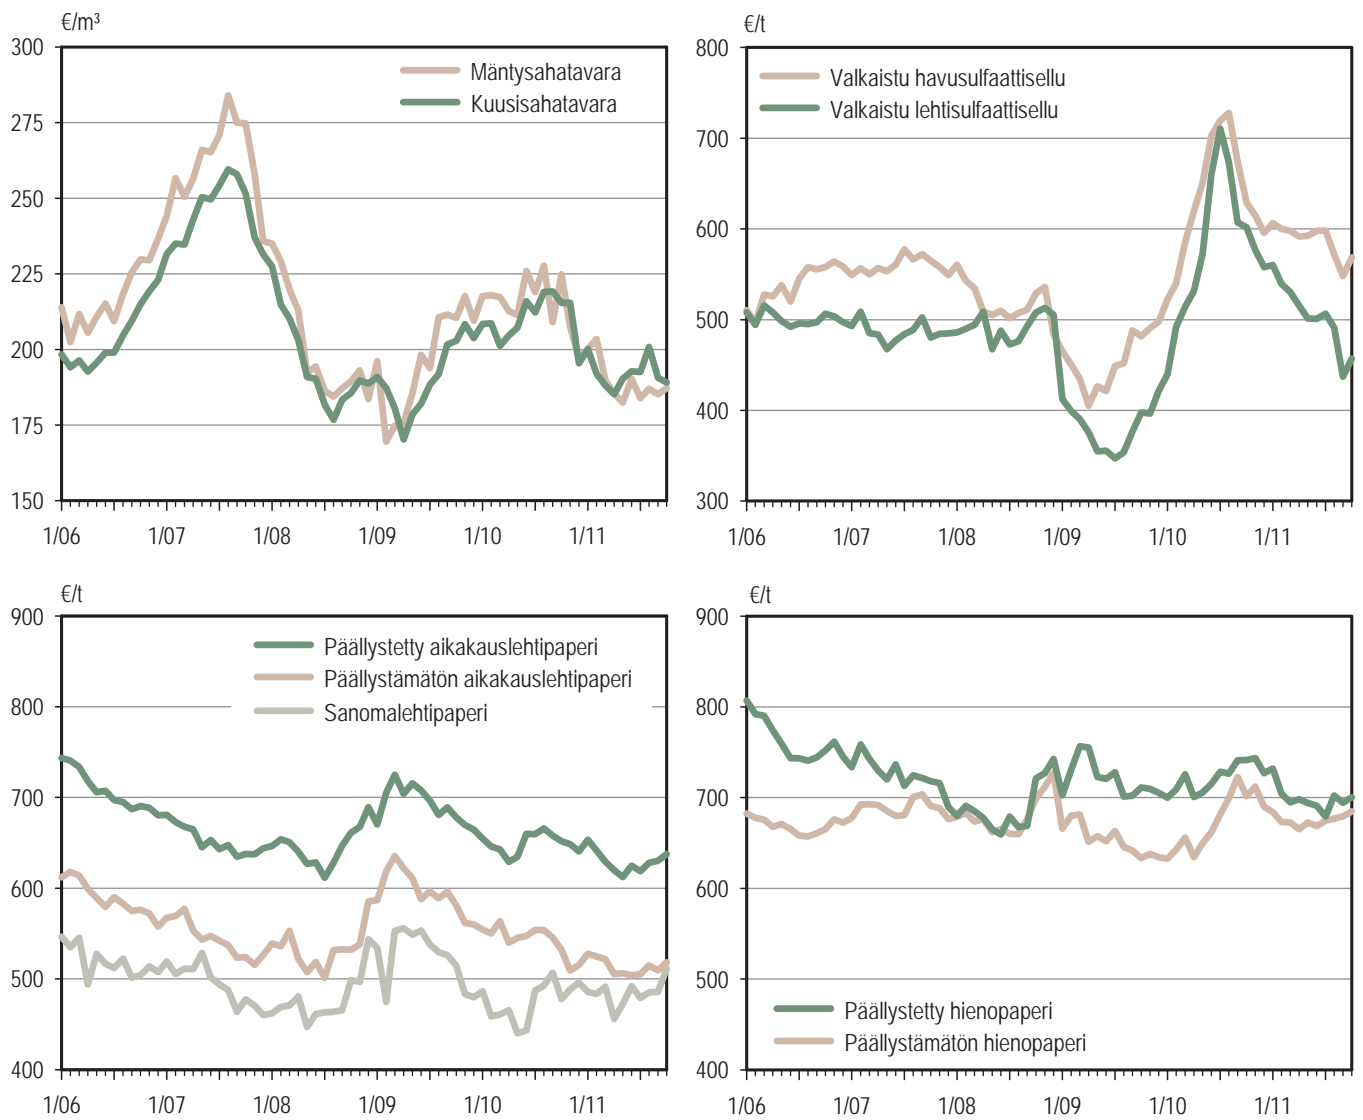 €/m³
300
275
250
225
200
175
150
Mäntysahatavara
Kuusisahatavara
1/06 1/07 1/08 1/09 1/10 1/11
€/t
800
700
600
500
400
300
Valkaistu havusulfaattisellu
Valkaistu lehtisulfaattisellu
1/06 1/07 1/08 1/09 1/10 1/11
€/t
900
800
700
600
500
400
Päällystetty aikakauslehtipaperi
Päällystämätön aikakauslehtipaperi
Sanomalehtipaperi
1/06 1/07 1/08 1/09 1/10 1/11
€/t
900
800
700
600
500
400
Päällystetty hienopaperi
Päällystämätön hienopaperi
1/06 1/07 1/08 1/09 1/10 1/11